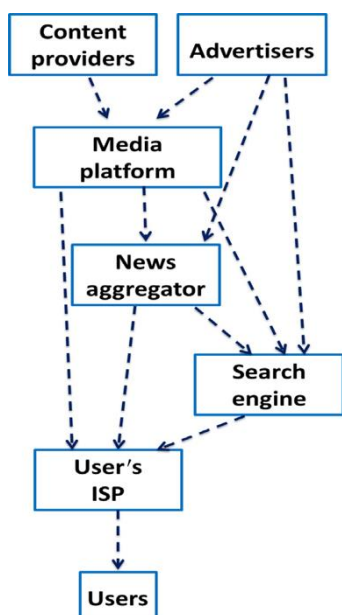 Content
providers
Advertisers
Media
platform
News
aggregator
Search
engine
User's
ISP
Users